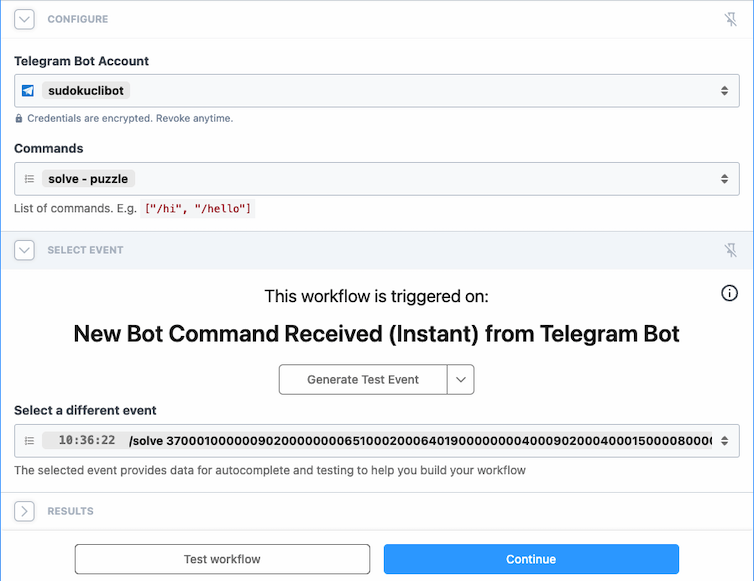 CONFIGURE
Telegram Bot Account
sudokuclibot
Credentials are encrypted. Revoke anytime.
Commands
solve - puzzle
List of commands. E.g. ["/hi", "/hello"]
SELECT EVENT
This workflow is triggered on:
New Bot Command Received (Instant) from Telegram Bot
Generate Test Event
Select a different event
10:36:22 /solve 370001000000902000000065100020006401900000000400090200040001500008000
The selected event provides data for autocomplete and testing to help you build your workflow
RESULTS
Test workflow
Continue